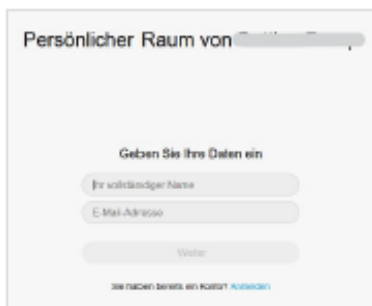 Persönlicher Raum von
Geben Sie Ihre Daten ein
Ihr vollständiger Name
E-Mail-Adresse
Weiter
Sie haben bereits ein Konto? Anmelden